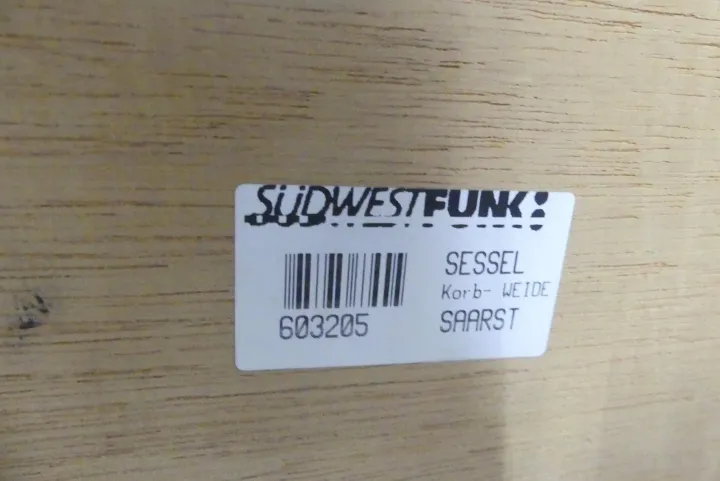 SÜDWESTFUNK:
SESSEL
Korb- WEIDE
603205
SAARST